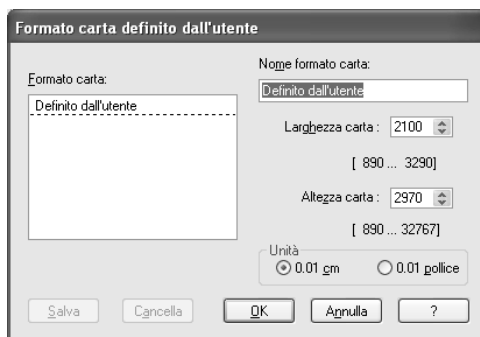 Formato carta definito dall'utente
Formato carta:
Definito dall'utente
Nome formato carta:
Definito dall'utente
Larghezza carta : 2100
[ 890 ... 3290]
Altezza carta : 2970
[ 890 ... 32767]
Unità
0.01 cm 0.01 pollice
Salva Cancella OK Annulla ?